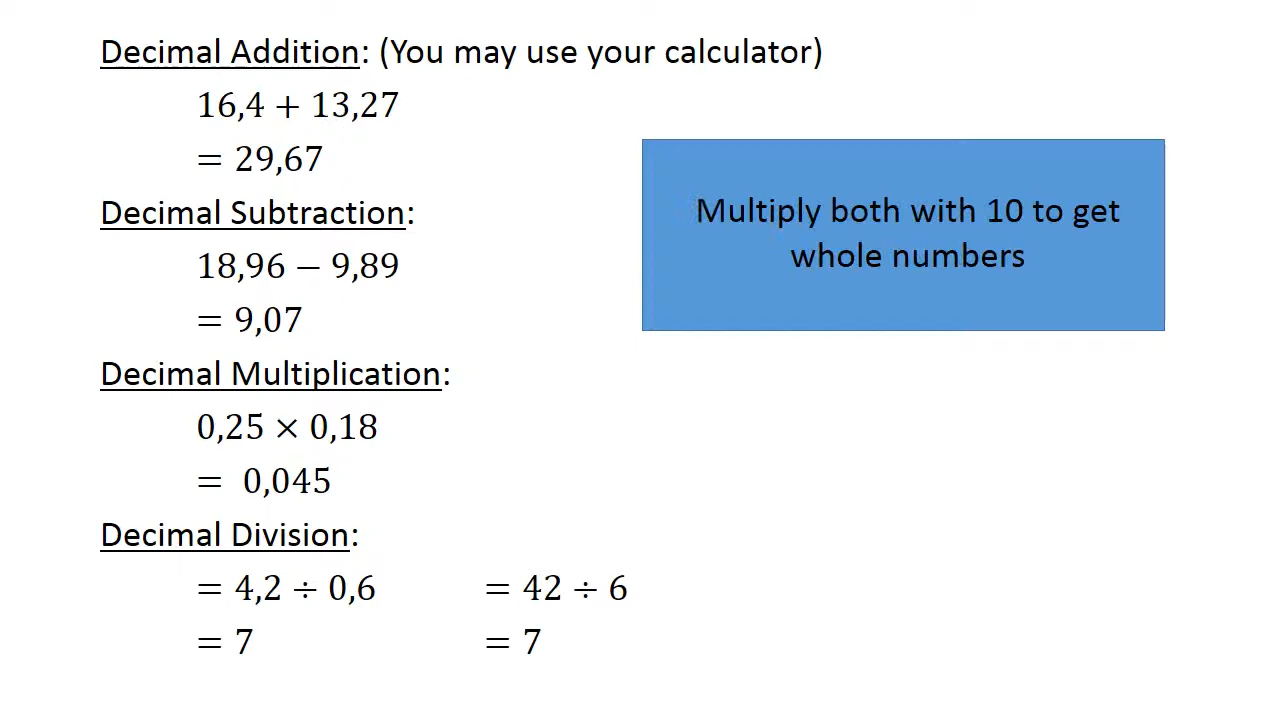 Decimal Addition: (You may use your calculator)
16,4 + 13,27
= 29,67
Decimal Subtraction:
18,96 − 9,89
= 9,07
Decimal Multiplication:
0,25 × 0,18
= 0,045
Decimal Division:
= 4,2 ÷ 0,6 = 42 ÷ 6
= 7 = 7
Multiply both with 10 to get
whole numbers